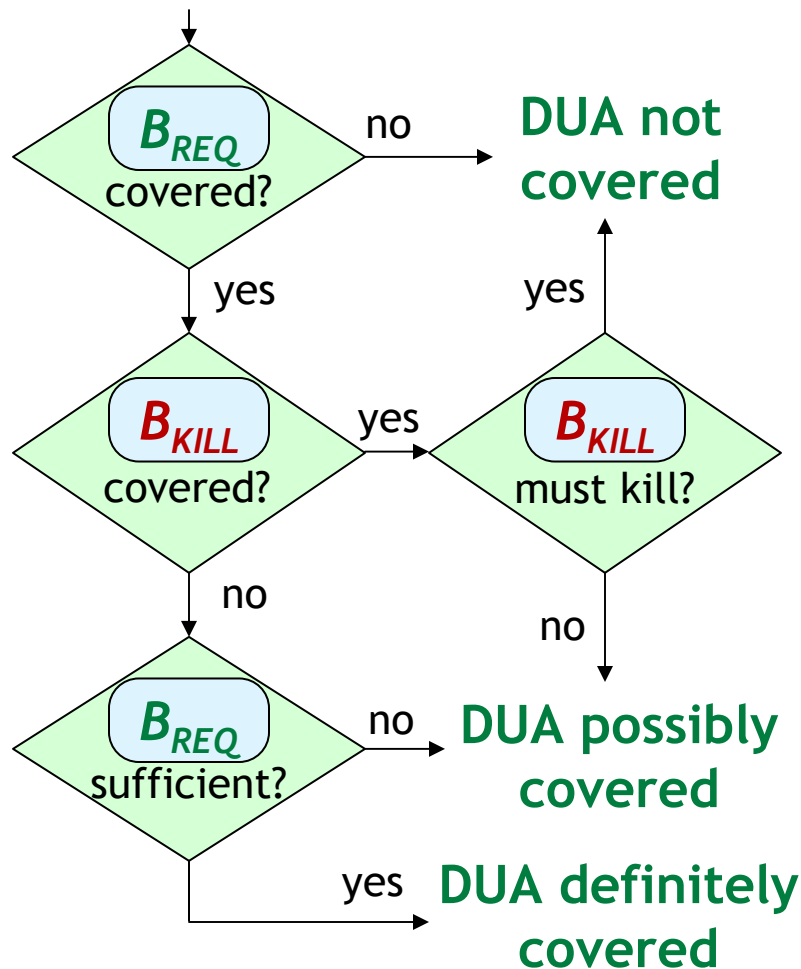 B_REQ
covered?
no
DUA not
covered
yes
yes
B_KILL
covered?
yes
B_KILL
must kill?
no
no
B_REQ
sufficient?
no
DUA possibly
covered
yes
DUA definitely
covered